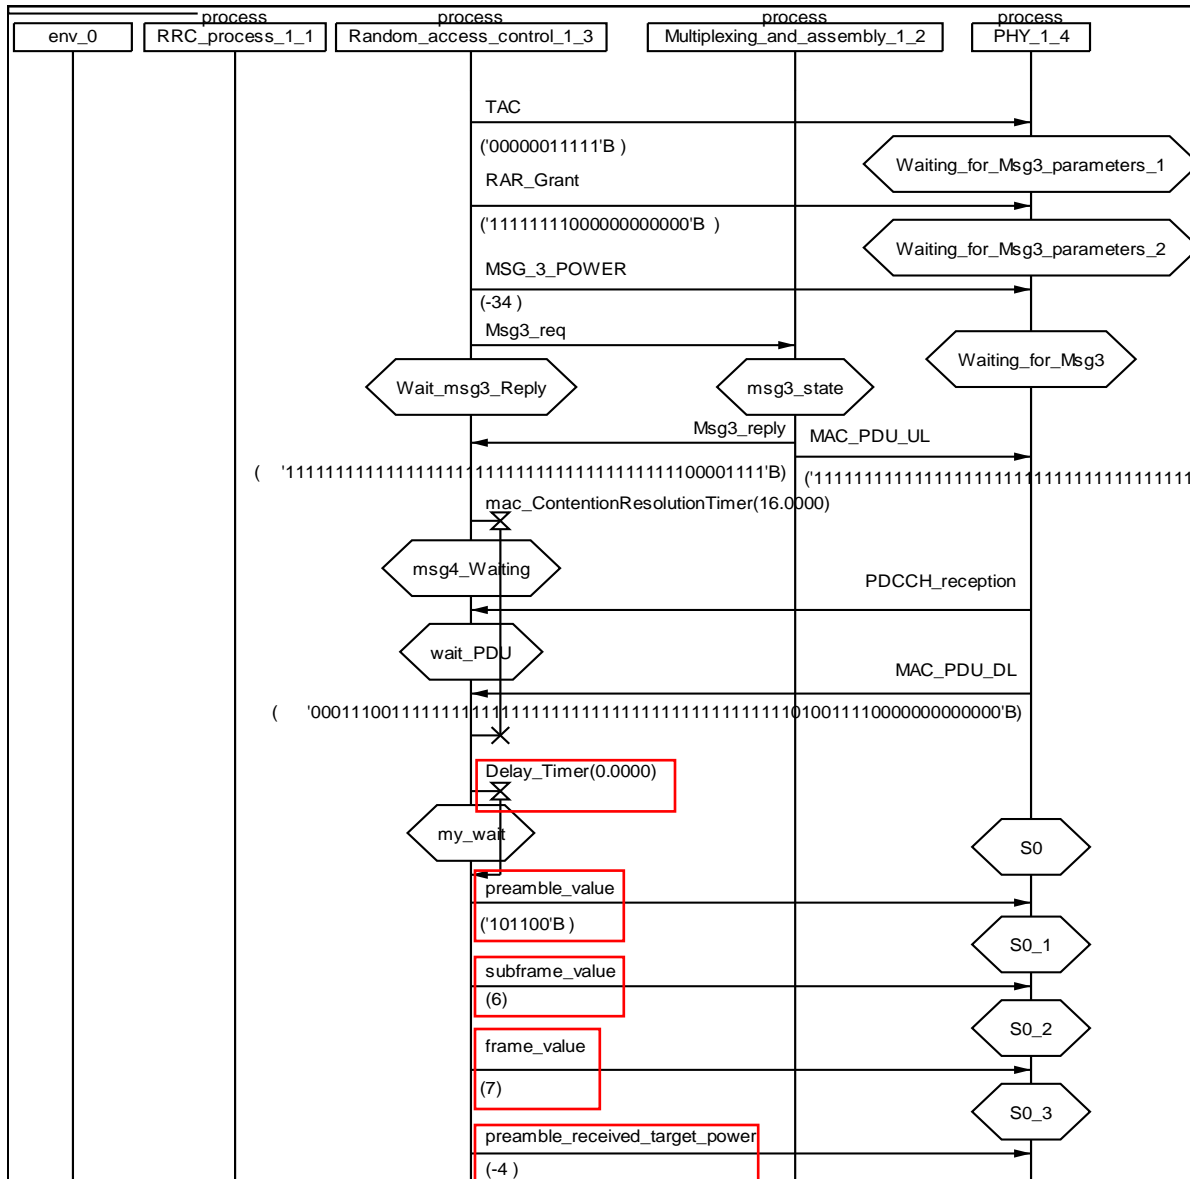 process process process process
env_0 RRC_process_1_1 Random_access_control_1_3 Multiplexing_and_assembly_1_2 PHY_1_4
TAC
('00000011111'B )
Waiting_for_Msg3_parameters_1
RAR_Grant
('11111111000000000000'B )
Waiting_for_Msg3_parameters_2
MSG_3_POWER
(-34 )
Msg3_req
Waiting_for_Msg3
Wait_msg3_Reply msg3_state
Msg3_reply MAC_PDU_UL
mac_ContentionResolutionTimer(16.0000)
msg4_Waiting
PDCCH_reception
wait_PDU
MAC_PDU_DL
Delay_Timer(0.0000)
my_wait
S0
preamble_value
('101100'B )
S0_1
subframe_value
(6)
S0_2
frame_value
(7)
S0_3
preamble_received_target_power
(-4 )